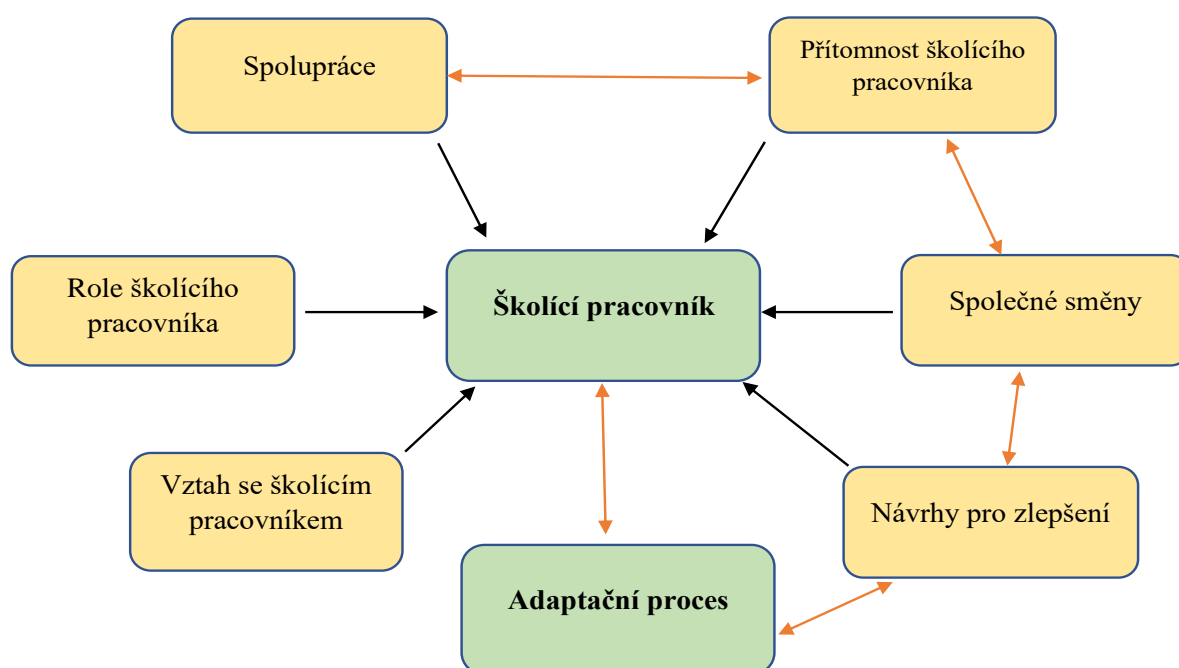 Spolupráce
Přítomnost školícího
pracovníka
Role školícího
pracovníka
Školící pracovník
Společné směny
Vztah se školícím
pracovníkem
Návrhy pro zlepšení
Adaptační proces